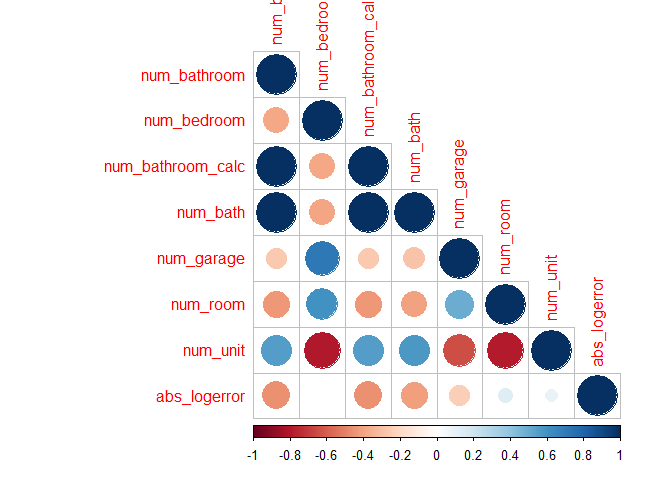 num_b
num_bedroo
num_bathroom_cal
num_bath
num_garage
num_room
num_unit
abs_logerror
num_bathroom
num_bedroom
num_bathroom_calc
num_bath
num_garage
num_room
num_unit
abs_logerror
-1 -0.8 -0.6 -0.4 -0.2 0 0.2 0.4 0.6 0.8 1